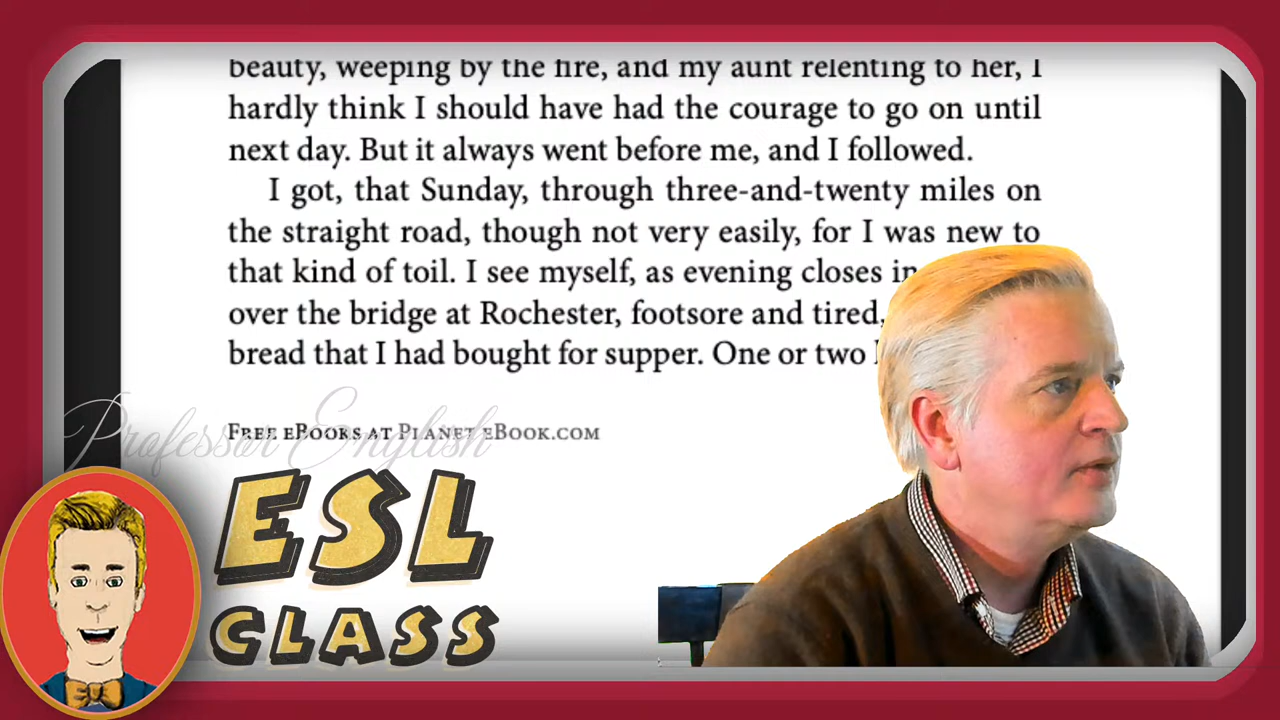 beauty, weeping by the fire, and my aunt relenting to her, I
hardly think I should have had the courage to go on until
next day. But it always went before me, and I followed.
I got, that Sunday, through three-and-twenty miles on
the straight road, though not very easily, for I was new to
that kind of toil. I see myself, as evening closes in
over the bridge at Rochester, footsore and tired,
bread that I had bought for supper. One or two
Professor English
Free eBooks at Planet eBook.com
ESL
CLASS